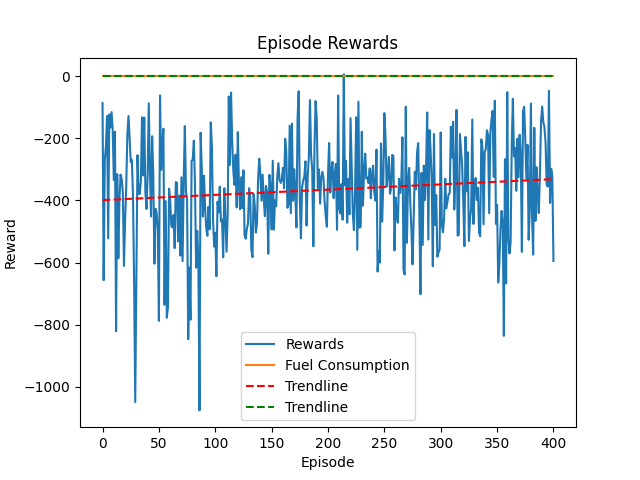 Episode Rewards
0
−200
−400
−600
−800
−1000
Reward
Rewards
Fuel Consumption
Trendline
Trendline
0 50 100 150 200 250 300 350 400
Episode